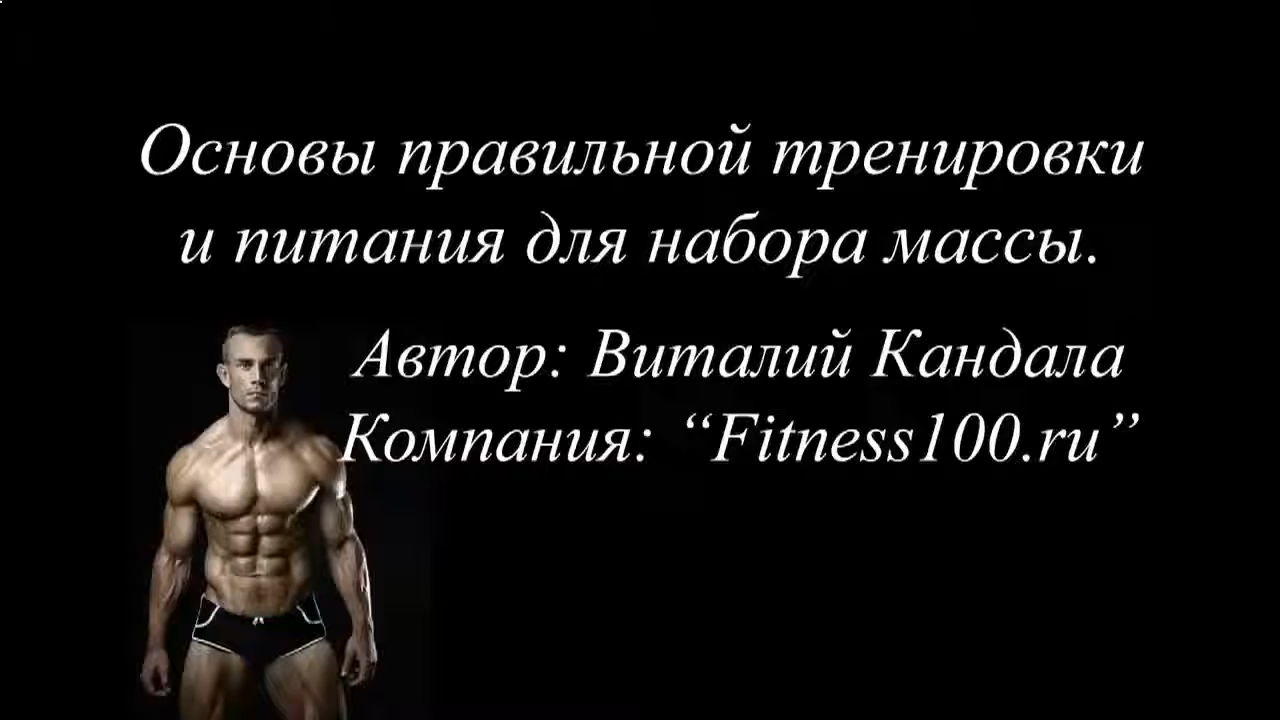 Основы правильной тренировки
и питания для набора массы.
Автор: Виталий Кандала
Компания: “Fitness100.ru”